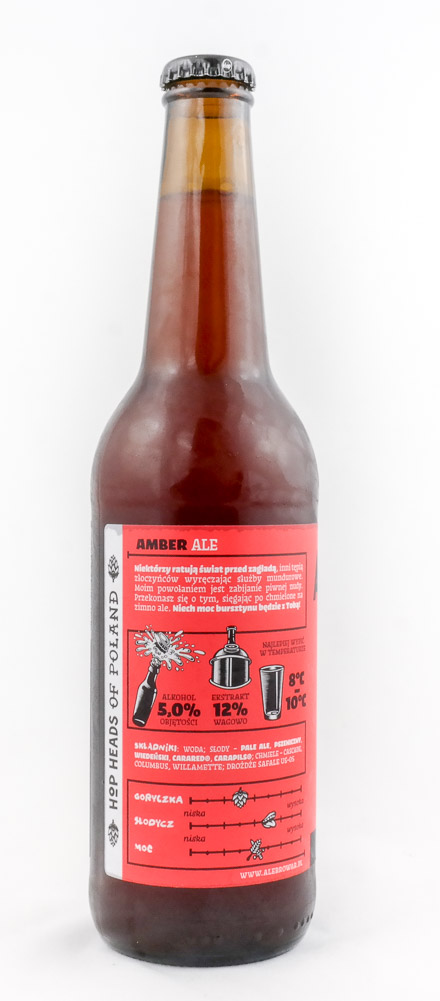 HOP HEADS OF POLAND
AMBER ALE
Niektórzy ratują świat przed zagładą, inni tępią
złoczyńców wyręczając służby mundurowe.
Moim powołaniem jest zabijanie piwnej nudy.
Przekonasz się o tym, sięgając po chmielone na
zimno ale. Niech moc bursztynu będzie z Tobą!
NAJLEPIEJ WYPIĆ
W TEMPERATURZE
8°C
–
10°C
ALKOHOL
5,0%
OBJĘTOŚCI
EKSTRAKT
12%
WAGOWO
SKŁADNIKI: WODA; SŁODY – PALE ALE, PSZENICZNY,
WIEDEŃSKI, CARARED®, CARAPILS®; CHMIELE – CASCADE,
COLUMBUS, WILLAMETTE; DROŻDŻE SAFALE US-05.
GORYCZKA
niska
wysoka
SŁODYCZ
niska
wysoka
MOC
WWW.ALEBROWAR.PL